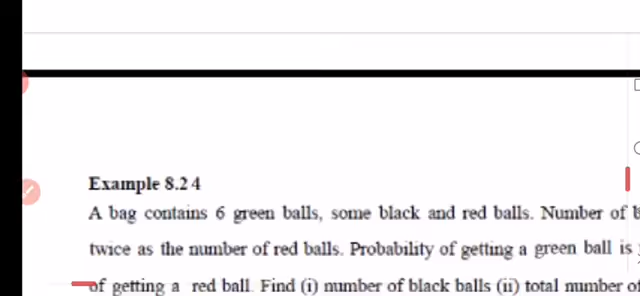 Example 8.24
A bag contains 6 green balls, some black and red balls. Number of
twice as the number of red balls. Probability of getting a green ball is
of getting a red ball. Find (i) number of black balls (ii) total number